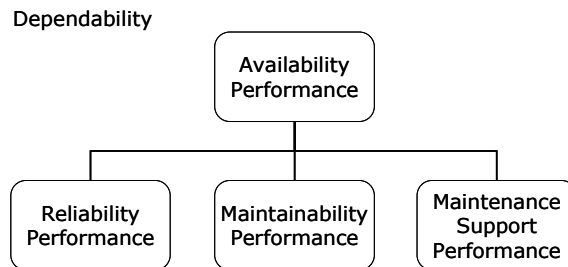 Dependability
Availability
Performance
Reliability
Performance
Maintainability
Performance
Maintenance
Support
Performance